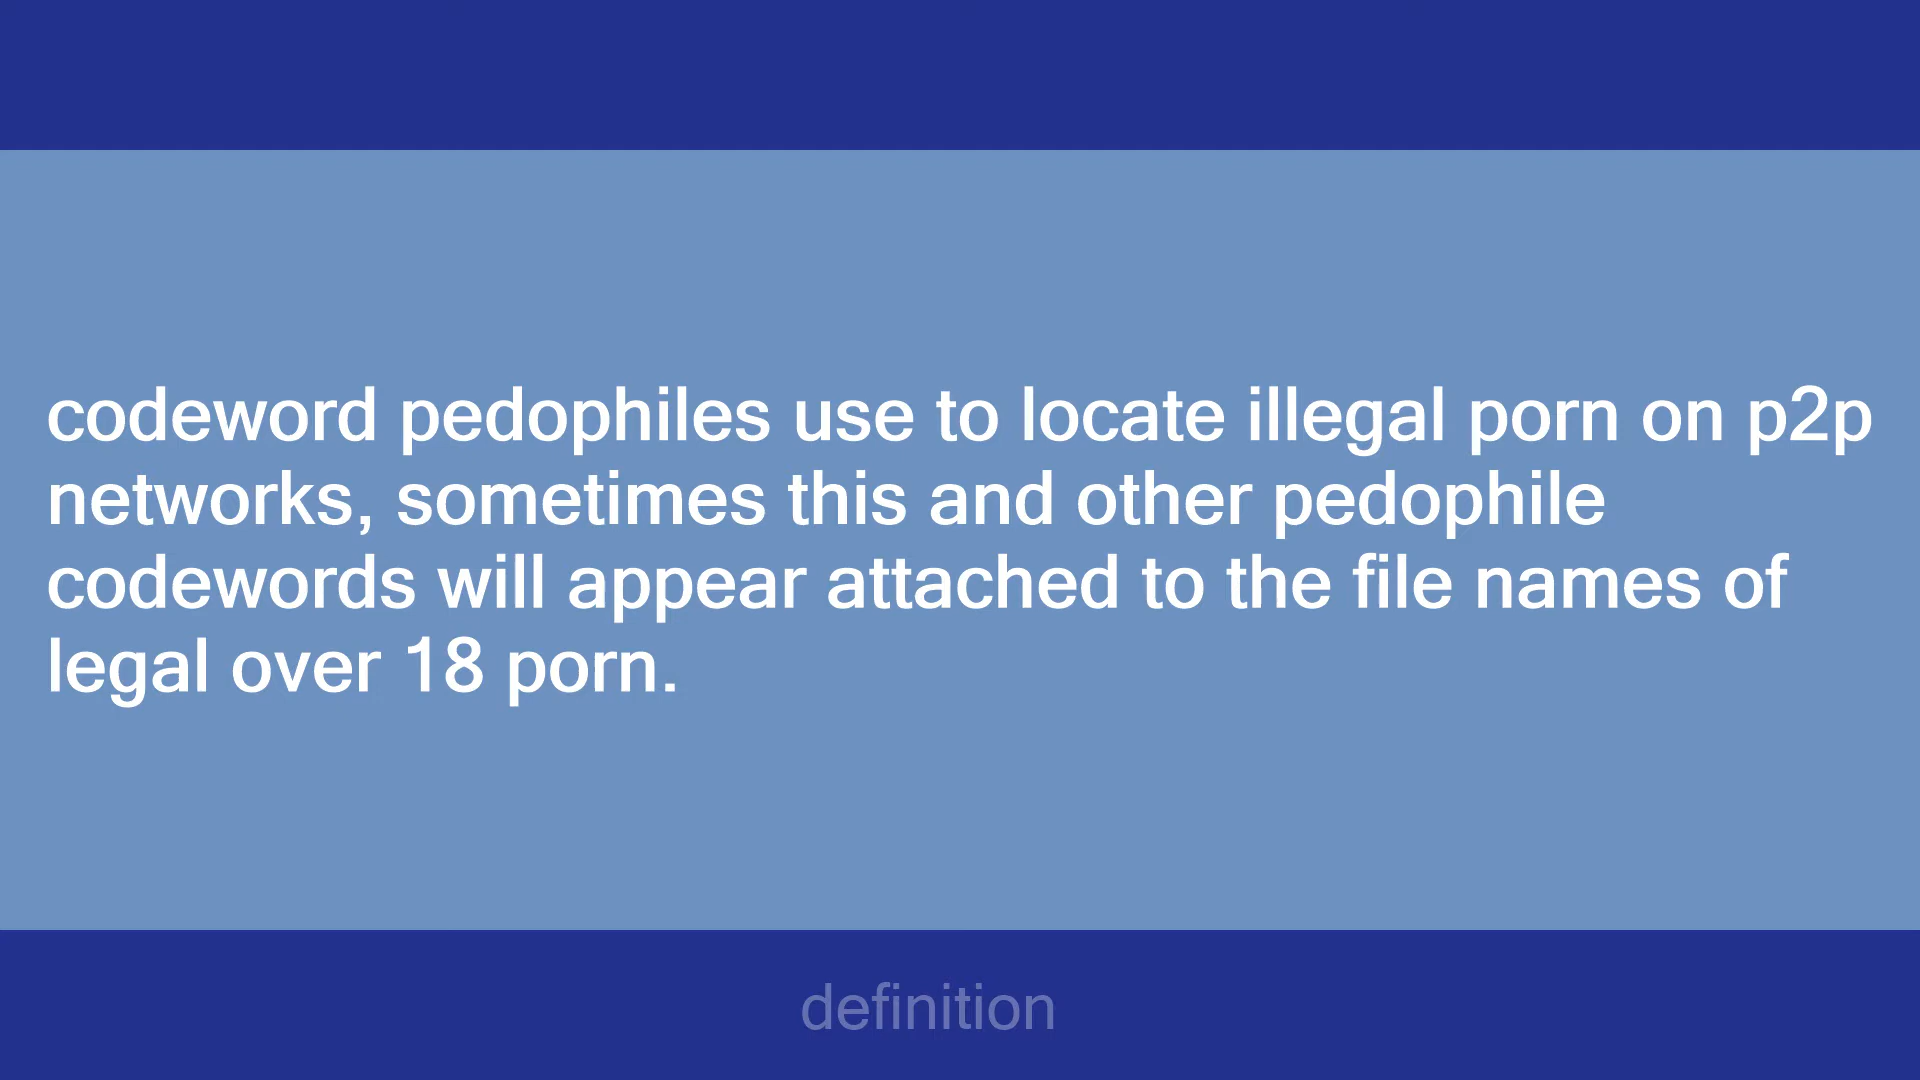 codeword pedophiles use to locate illegal porn on p2p
networks, sometimes this and other pedophile
codewords will appear attached to the file names of
legal over 18 porn.
definition